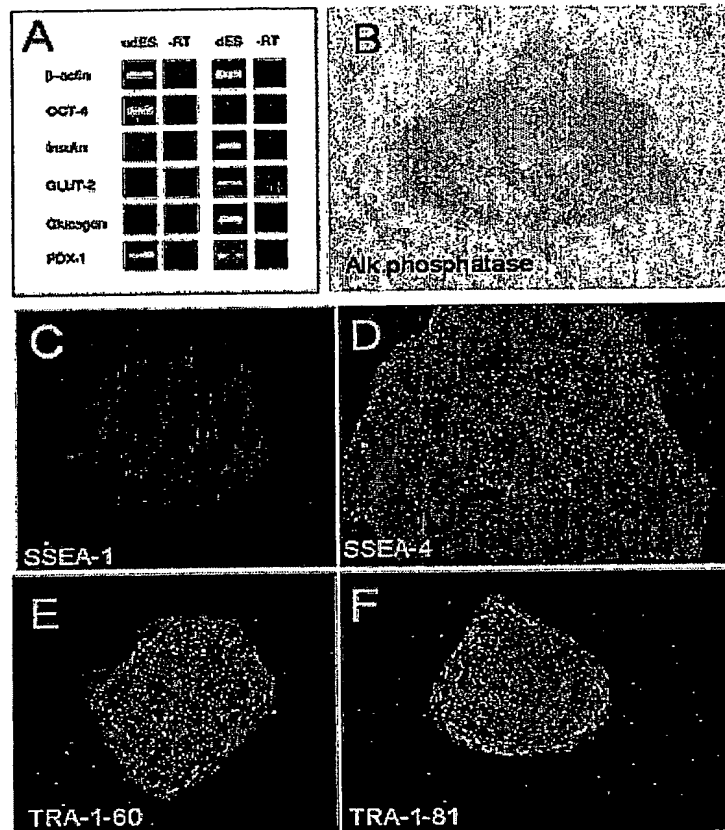 A
udES -RT dES -RT
β-actin
OCT-4
Insulin
GLUT-2
Glucagon
PDX-1
B
Alk phosphatase
C
SSEA-1
D
SSEA-4
E
TRA-1-60
F
TRA-1-81